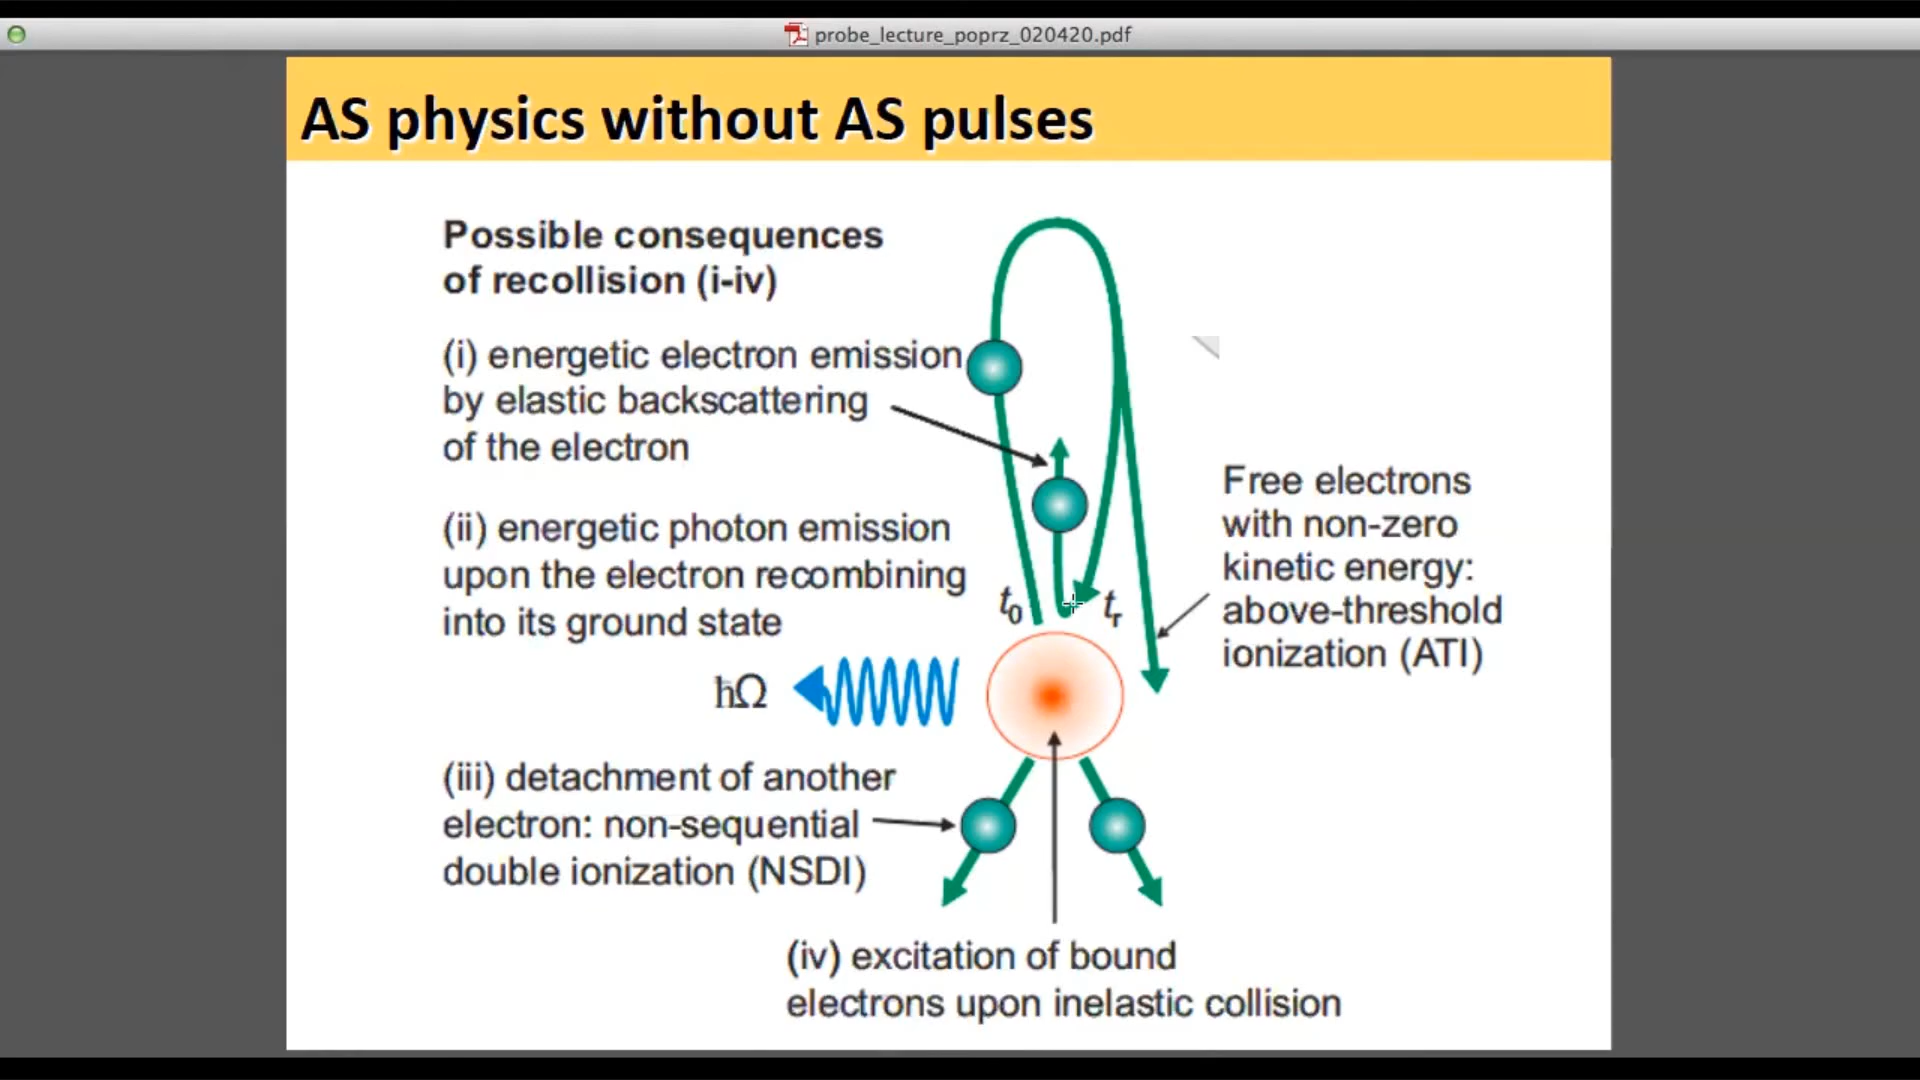 probe_lecture_poprz_020420.pdf
AS physics without AS pulses
Possible consequences
of recollision (i-iv)
(i) energetic electron emission
by elastic backscattering
of the electron
(ii) energetic photon emission
upon the electron recombining
into its ground state
t₀
tᵣ
Free electrons
with non-zero
kinetic energy:
above-threshold
ionization (ATI)
ħΩ
(iii) detachment of another
electron: non-sequential
double ionization (NSDI)
(iv) excitation of bound
electrons upon inelastic collision